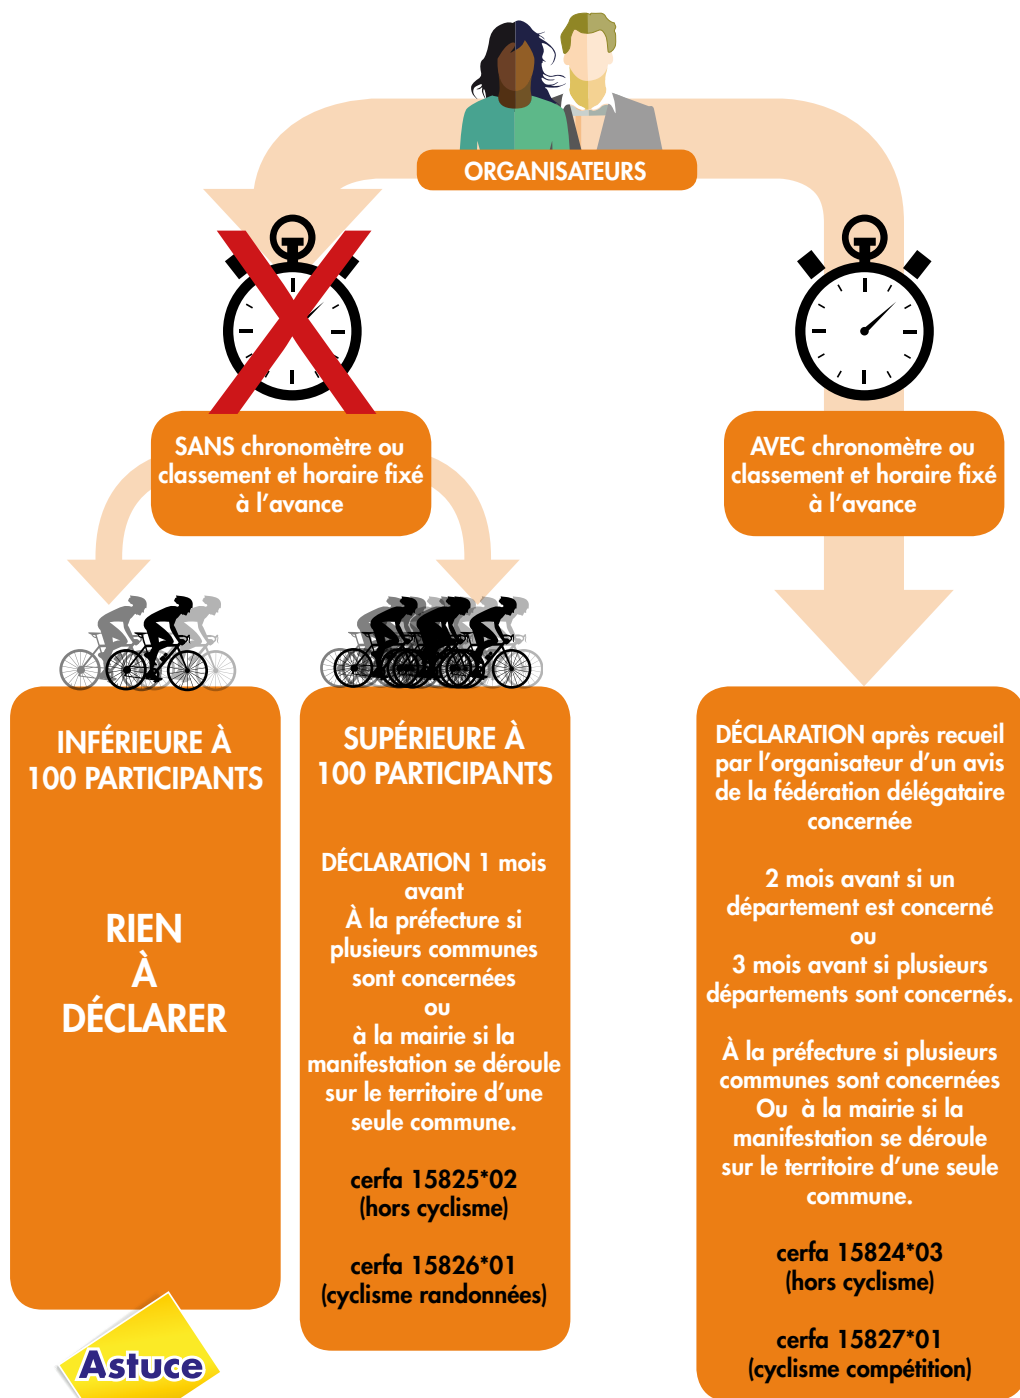 ORGANISATEURS
SANS chronomètre ou
classement et horaire fixé
à l'avance
AVEC chronomètre ou
classement et horaire fixé
à l'avance
INFÉRIEURE À
100 PARTICIPANTS
RIEN
À
DÉCLARER
SUPÉRIEURE À
100 PARTICIPANTS
DÉCLARATION 1 mois
avant
À la préfecture si
plusieurs communes
sont concernées
ou
à la mairie si la
manifestation se déroule
sur le territoire d'une
seule commune.
cerfa 15825*02
(hors cyclisme)
cerfa 15826*01
(cyclisme randonnées)
DÉCLARATION après recueil
par l'organisateur d'un avis
de la fédération délégataire
concernée
2 mois avant si un
département est concerné
ou
3 mois avant si plusieurs
départements sont concernés.
À la préfecture si plusieurs
communes sont concernées
Ou à la mairie si la
manifestation se déroule
sur le territoire d'une seule
commune.
cerfa 15824*03
(hors cyclisme)
cerfa 15827*01
(cyclisme compétition)
Astuce